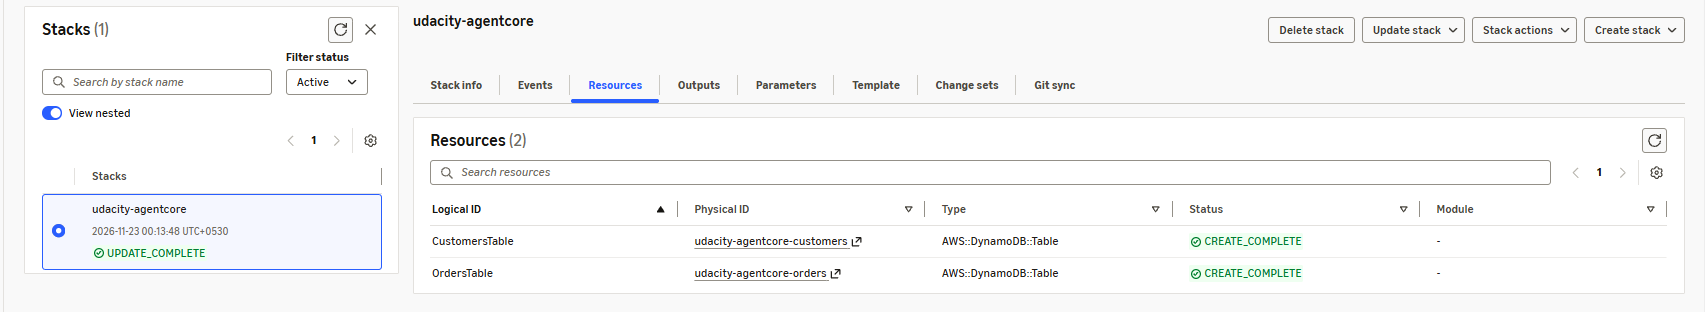 Stacks (1)
Filter status
Search by stack name
Active
View nested
1
Stacks
udacity-agentcore
2026-11-23 00:13:48 UTC+0530
UPDATE_COMPLETE
udacity-agentcore
Delete stack
Update stack
Stack actions
Create stack
Stack info
Events
Resources
Outputs
Parameters
Template
Change sets
Git sync
Resources (2)
Search resources
1
Logical ID
Physical ID
Type
Status
Module
CustomersTable
udacity-agentcore-customers
AWS::DynamoDB::Table
CREATE_COMPLETE
-
OrdersTable
udacity-agentcore-orders
AWS::DynamoDB::Table
CREATE_COMPLETE
-